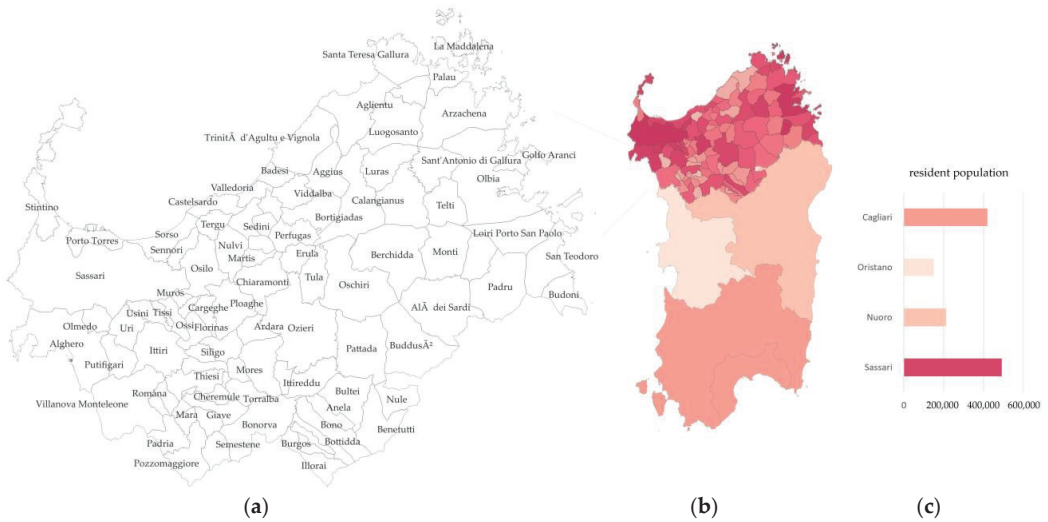 Santa Teresa Gallura
La Maddalena
Palau
Aglientu
Arzachena
Luogosanto
TrinitÃ  d'Agultu e Vignola
Sant'Antonio di Gallura
Golfo Aranci
Badesi
Aggius
Luras
Olbia
Valledoria
Viddalba
Calangianus
Telti
Castelsardo
Stintino
Bortigiadas
Tergu
Sedini
Perfugas
Loiri Porto San Paolo
Sorso
Porto Torres
Sennori
Nulvi
Erula
Berchidda
Monti
San Teodoro
Martis
Osilo
Sassari
Chiaramonti
Tula
Oschiri
Padru
Muros
Budoni
Cargeghe
Ploaghe
AlÃ  dei Sardi
Usini
Tissi
Olmedo
Uri
Ossi
Florinas
Ardara
Ozieri
Alghero
Ittiri
Siligo
Pattada
BuddusÃ²
Putifigari
Mores
Thiesi
Ittireddu
Bultei
Romana
Cheremule
Torralba
Nule
Villanova Monteleone
Anela
Mara
Giave
Bono
Bonorva
Benetutti
Padria
Semestene
Burgos
Bottidda
Pozzomaggiore
Illorai
resident population
Cagliari
Oristano
Nuoro
Sassari
0
200,000
400,000
600,000
(a)
(b)
(c)